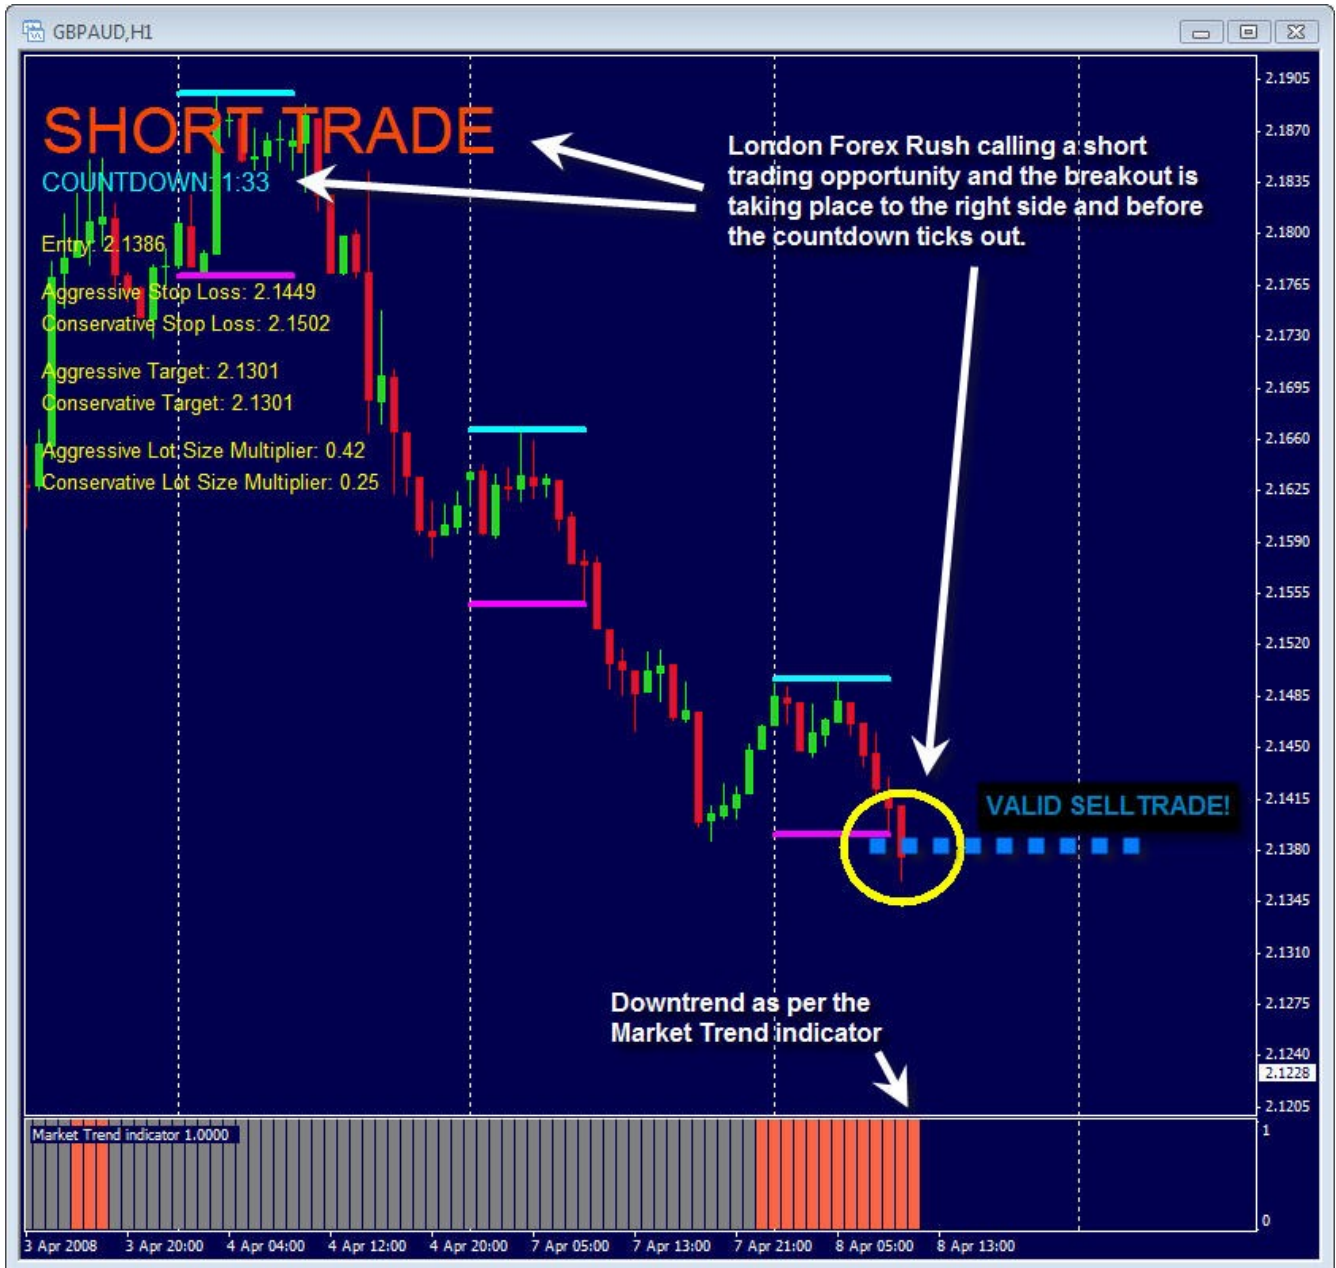 GBPAUD,H1
SHORT TRADE
COUNTDOWN: 1:33
Entry: 2.1386
Aggressive Stop Loss: 2.1449
Conservative Stop Loss: 2.1502
Aggressive Target: 2.1301
Conservative Target: 2.1301
Aggressive Lot Size Multiplier: 0.42
Conservative Lot Size Multiplier: 0.25
London Forex Rush calling a short
trading opportunity and the breakout is
taking place to the right side and before
the countdown ticks out.
VALID SELLTRADE!
Downtrend as per the
Market Trend indicator
2.1905
2.1870
2.1835
2.1800
2.1765
2.1730
2.1695
2.1660
2.1625
2.1590
2.1555
2.1520
2.1485
2.1450
2.1415
2.1380
2.1345
2.1310
2.1275
2.1240
2.1228
2.1205
Market Trend indicator 1.0000
1
0
3 Apr 2008 3 Apr 20:00 4 Apr 04:00 4 Apr 12:00 4 Apr 20:00 7 Apr 05:00 7 Apr 13:00 7 Apr 21:00 8 Apr 05:00 8 Apr 13:00